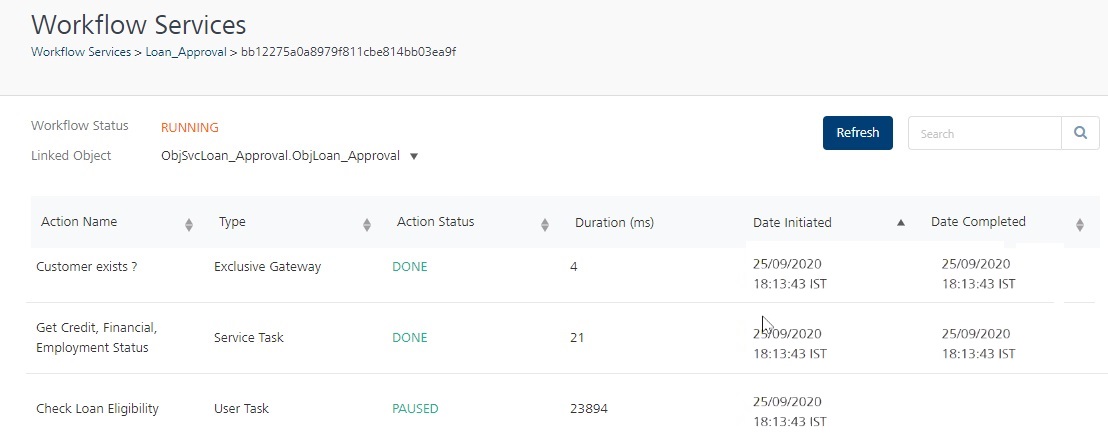 Workflow Services
Workflow Services > Loan_Approval > bb12275a0a8979f811cbe814bb03ea9f
Workflow Status RUNNING
Refresh
Search
Linked Object ObjSvcLoan_Approval.ObjLoan_Approval
Action Name Type Action Status Duration (ms) Date Initiated Date Completed
Customer exists ? Exclusive Gateway DONE 4 25/09/2020 25/09/2020
18:13:43 IST 18:13:43 IST
Get Credit, Financial,
Employment Status Service Task DONE 21 25/09/2020 25/09/2020
18:13:43 IST 18:13:43 IST
Check Loan Eligibility User Task PAUSED 23894 25/09/2020
18:13:43 IST